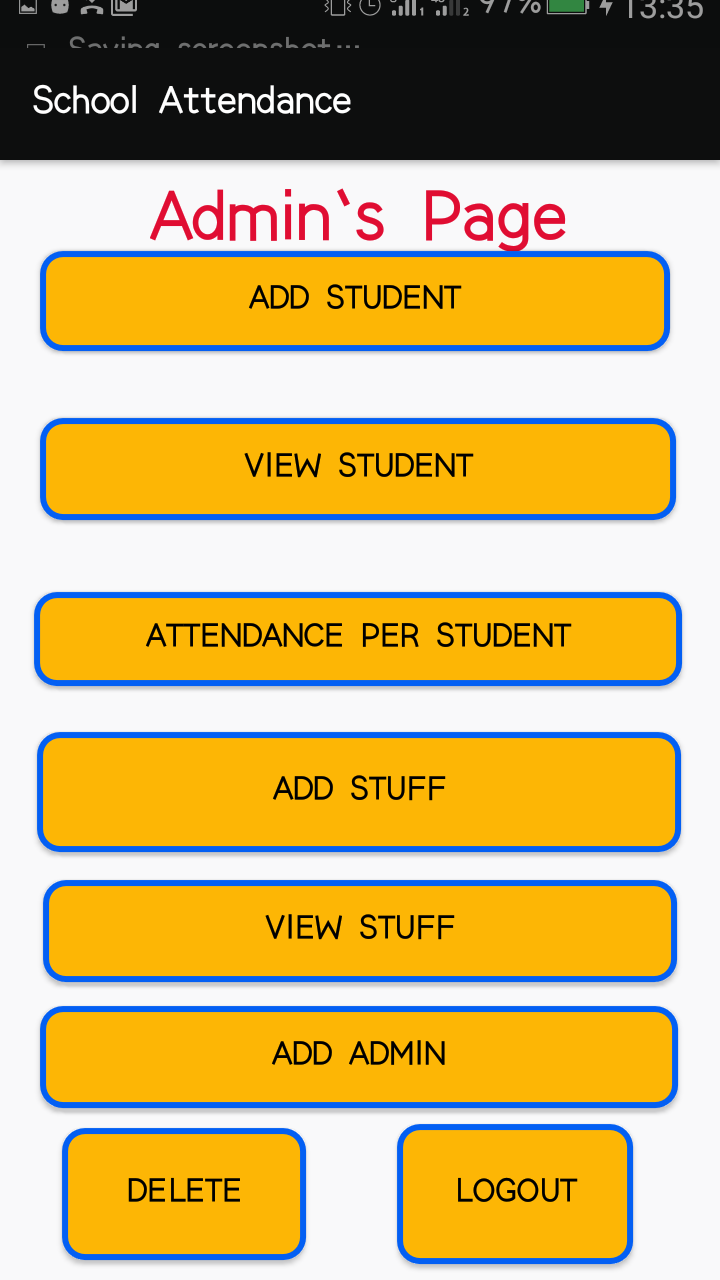 97% 13:35
Saving screenshot...
School Attendance
Admin`s Page
ADD STUDENT
VIEW STUDENT
ATTENDANCE PER STUDENT
ADD STUFF
VIEW STUFF
ADD ADMIN
DELETE LOGOUT